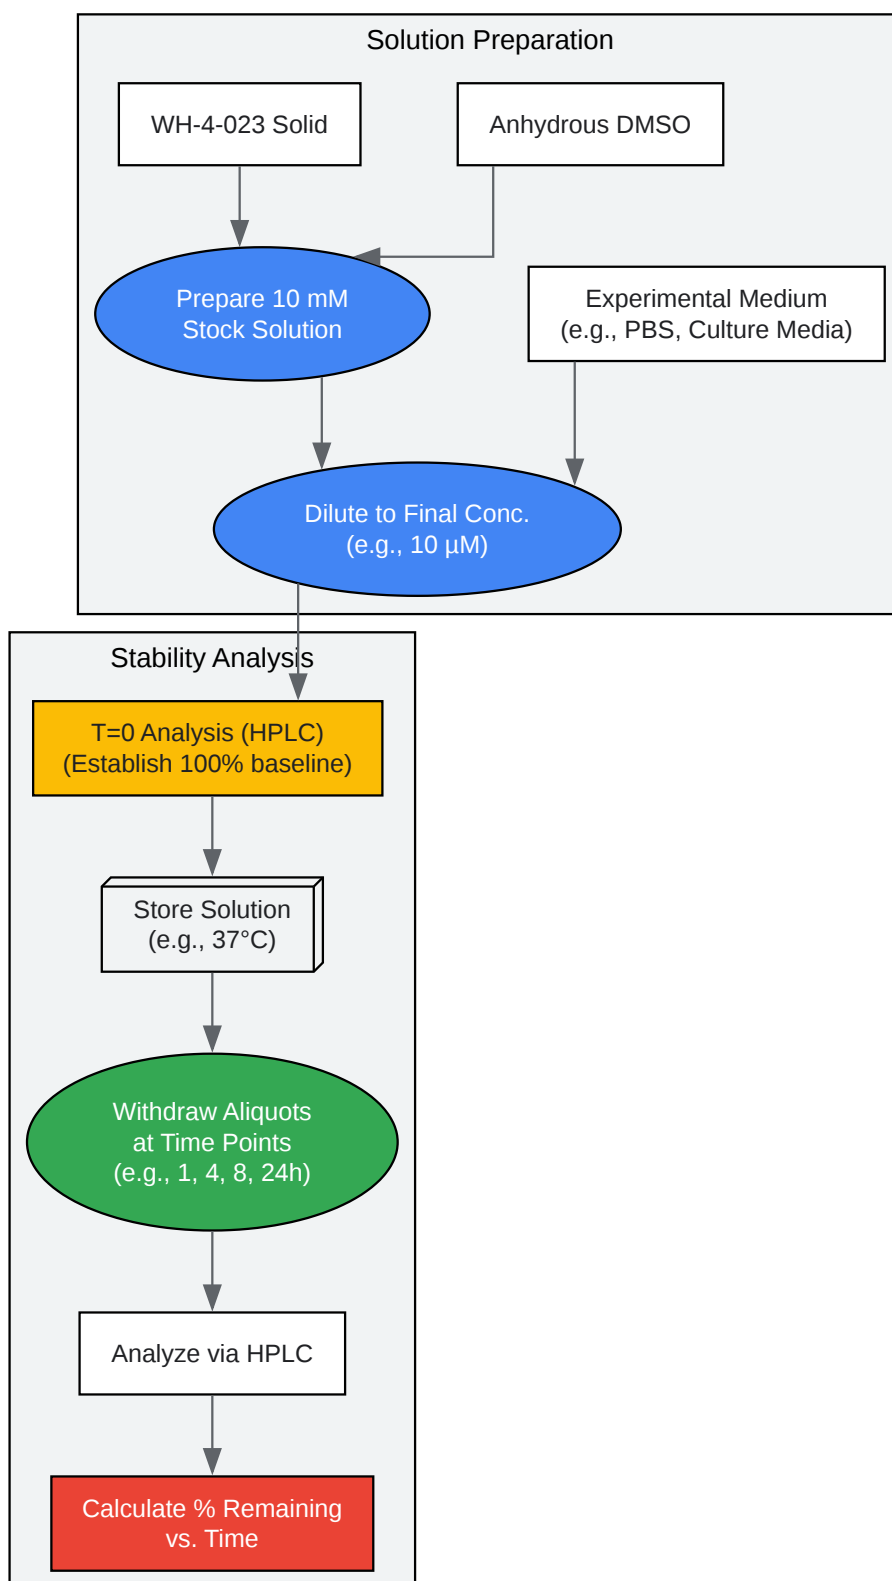 Solution Preparation
WH-4-023 Solid
Anhydrous DMSO
Prepare 10 mM
Stock Solution
Experimental Medium
(e.g., PBS, Culture Media)
Dilute to Final Conc.
(e.g., 10 µM)
Stability Analysis
T=0 Analysis (HPLC)
(Establish 100% baseline)
Store Solution
(e.g., 37°C)
Withdraw Aliquots
at Time Points
(e.g., 1, 4, 8, 24h)
Analyze via HPLC
Calculate % Remaining
vs. Time